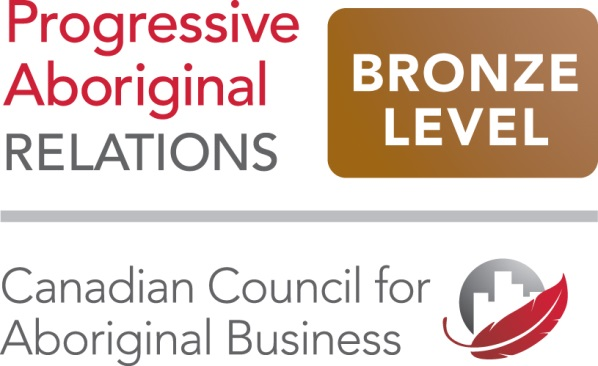 Progressive
Aboriginal
RELATIONS
BRONZE
LEVEL
Canadian Council for
Aboriginal Business